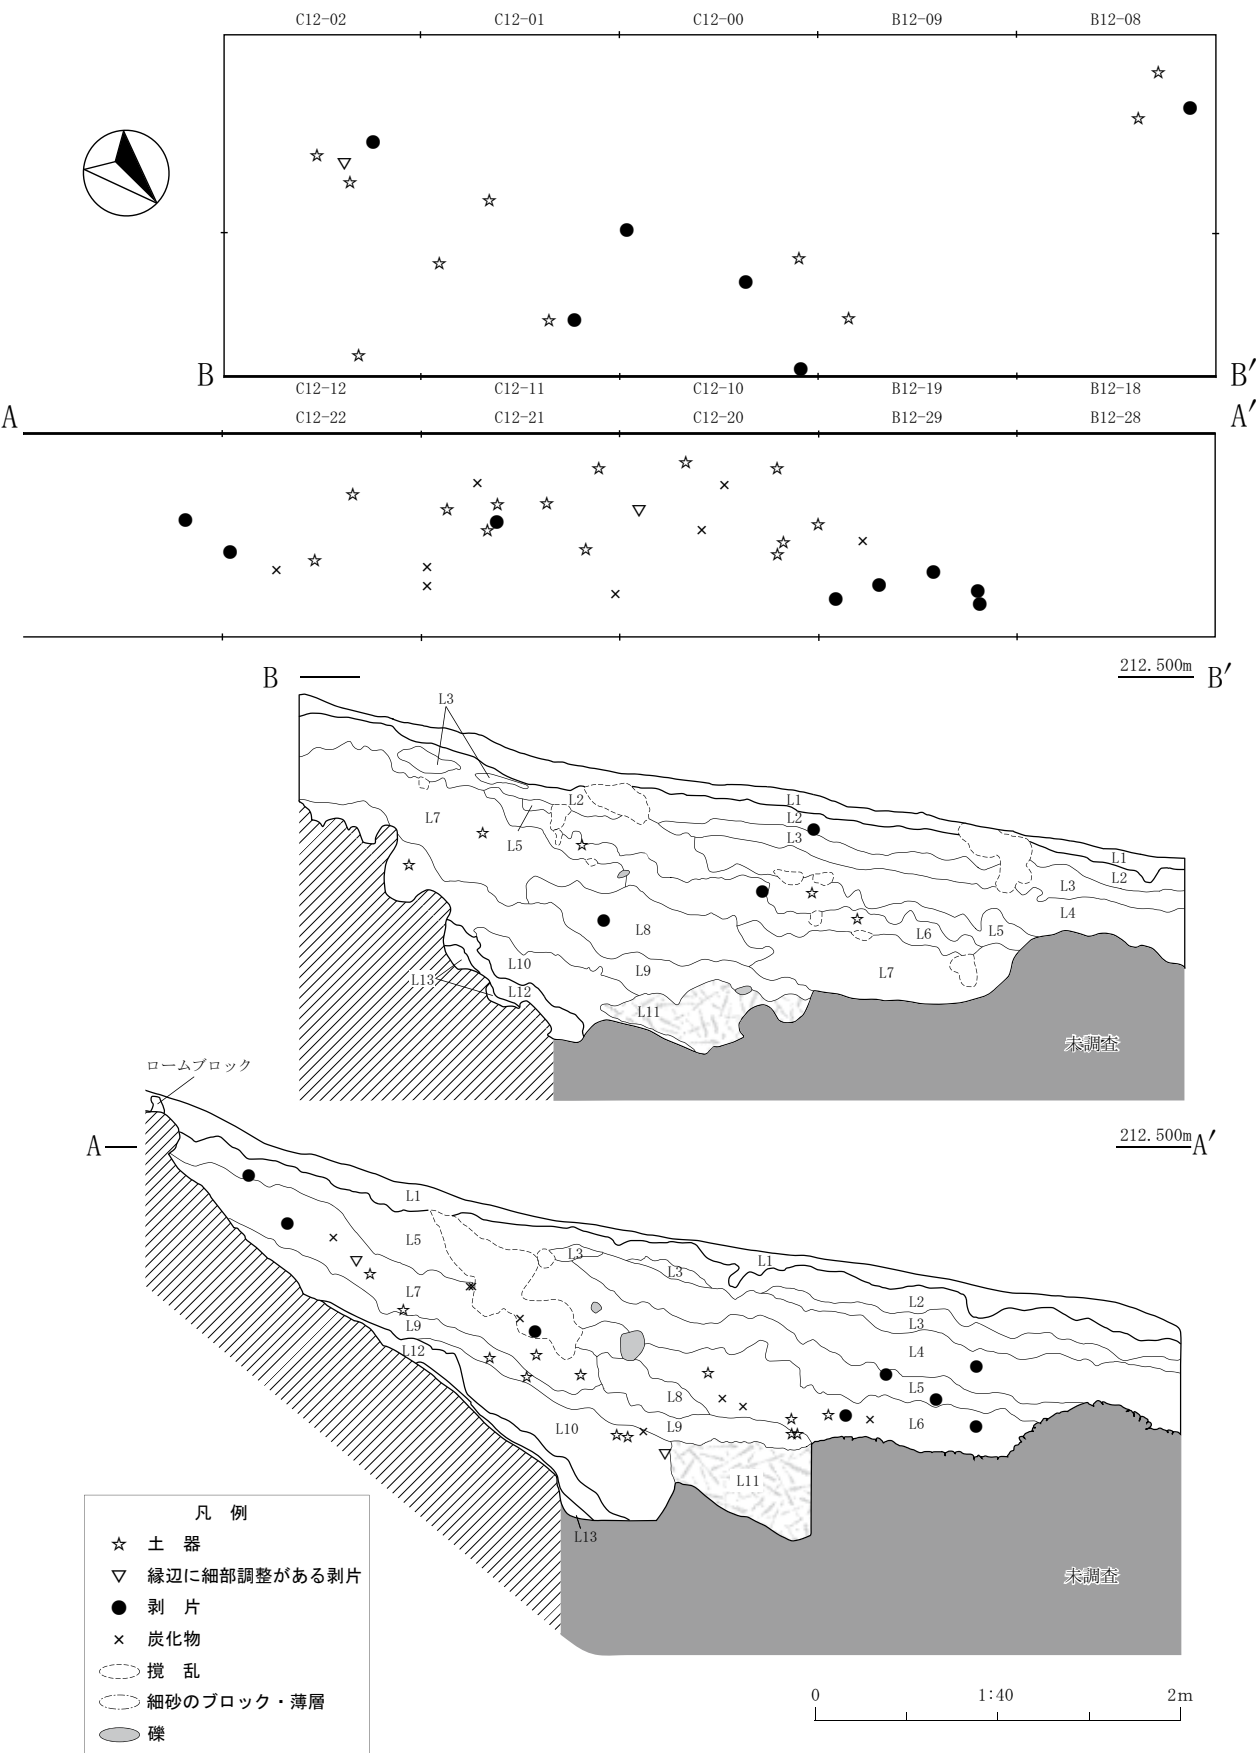 C12-02 C12-01 C12-00 B12-09 B12-08
B B′
C12-12 C12-11 C12-10 B12-19 B12-18
A A′
C12-22 C12-21 C12-20 B12-29 B12-28
B 212.500m B′
L3
L2
L1
L2
L3
L7
L5
L1
L2
L3
L4
L8
L6
L5
L10
L9
L7
L13
L12
L11
未調査
ロームブロック
A 212.500m A′
L1
L5
L3
L1
L3
L7
L2
L3
L9
L4
L12
L5
L8
L6
L10
L9
L11
L13
未調査
凡 例
土 器
縁辺に細部調整がある剥片
剥 片
炭化物
撹 乱
細砂のブロック・薄層
礫
0 1:40 2m